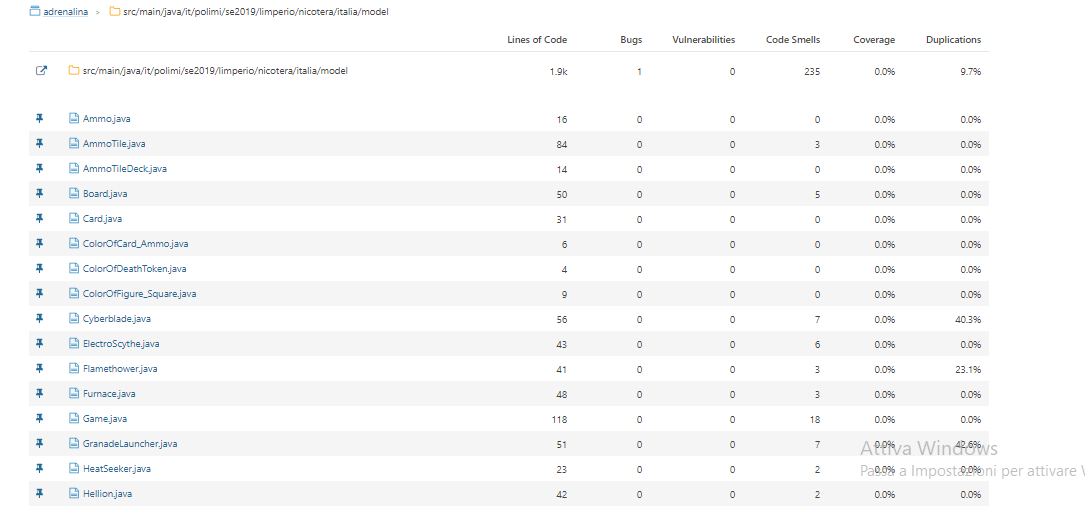 adrenalina > src/main/java/it/polimi/se2019/limperio/nicotera/italia/model
Lines of Code Bugs Vulnerabilities Code Smells Coverage Duplications
src/main/java/it/polimi/se2019/limperio/nicotera/italia/model 1.9k 1 0 235 0.0% 9.7%
Ammo.java 16 0 0 0 0.0% 0.0%
AmmoTile.java 84 0 0 3 0.0% 0.0%
AmmoTileDeck.java 14 0 0 0 0.0% 0.0%
Board.java 50 0 0 5 0.0% 0.0%
Card.java 31 0 0 0 0.0% 0.0%
ColorOfCard_Ammo.java 6 0 0 0 0.0% 0.0%
ColorOfDeathToken.java 4 0 0 0 0.0% 0.0%
ColorOfFigure_Square.java 9 0 0 0 0.0% 0.0%
Cyberblade.java 56 0 0 7 0.0% 40.3%
ElectroScythe.java 43 0 0 6 0.0% 0.0%
Flamethower.java 41 0 0 3 0.0% 23.1%
Furnace.java 48 0 0 3 0.0% 0.0%
Game.java 118 0 0 18 0.0% 0.0%
GranadeLauncher.java 51 0 0 7 0.0% 42.6%
Attiva Windows
HeatSeeker.java 23 0 0 2 0.0% 0.0%
Passa a Impostazioni per attivare
Hellion.java 42 0 0 2 0.0% 0.0%